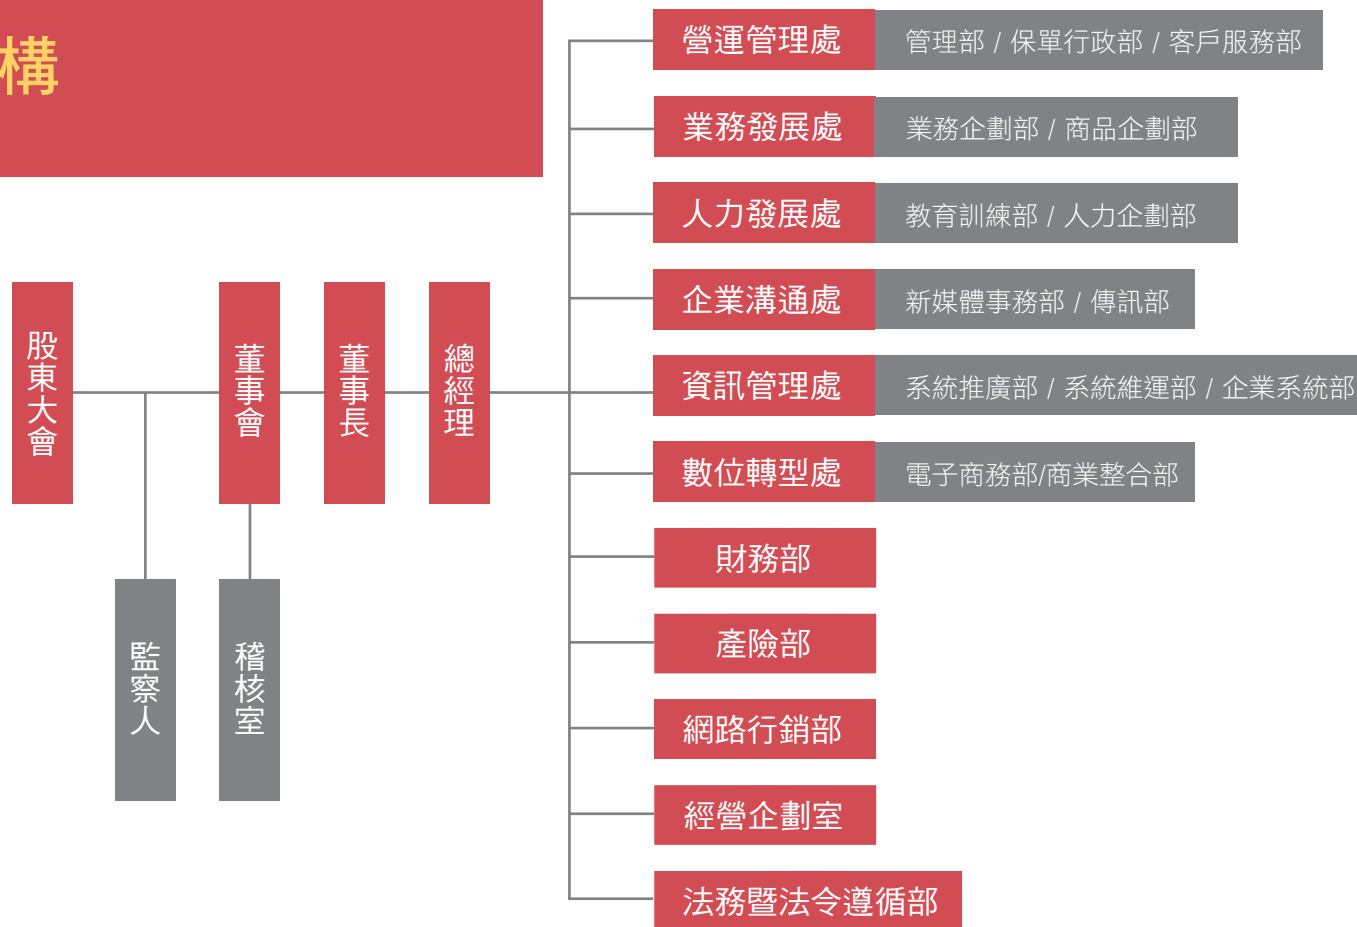 構
股東大會
董事會
董事長
總經理
監察人
稽核室
營運管理處
管理部 / 保單行政部 / 客戶服務部
業務發展處
業務企劃部 / 商品企劃部
人力發展處
教育訓練部 / 人力企劃部
企業溝通處
新媒體事務部 / 傳訊部
資訊管理處
系統推廣部 / 系統維運部 / 企業系統部
數位轉型處
電子商務部/商業整合部
財務部
產險部
網路行銷部
經營企劃室
法務暨法令遵循部